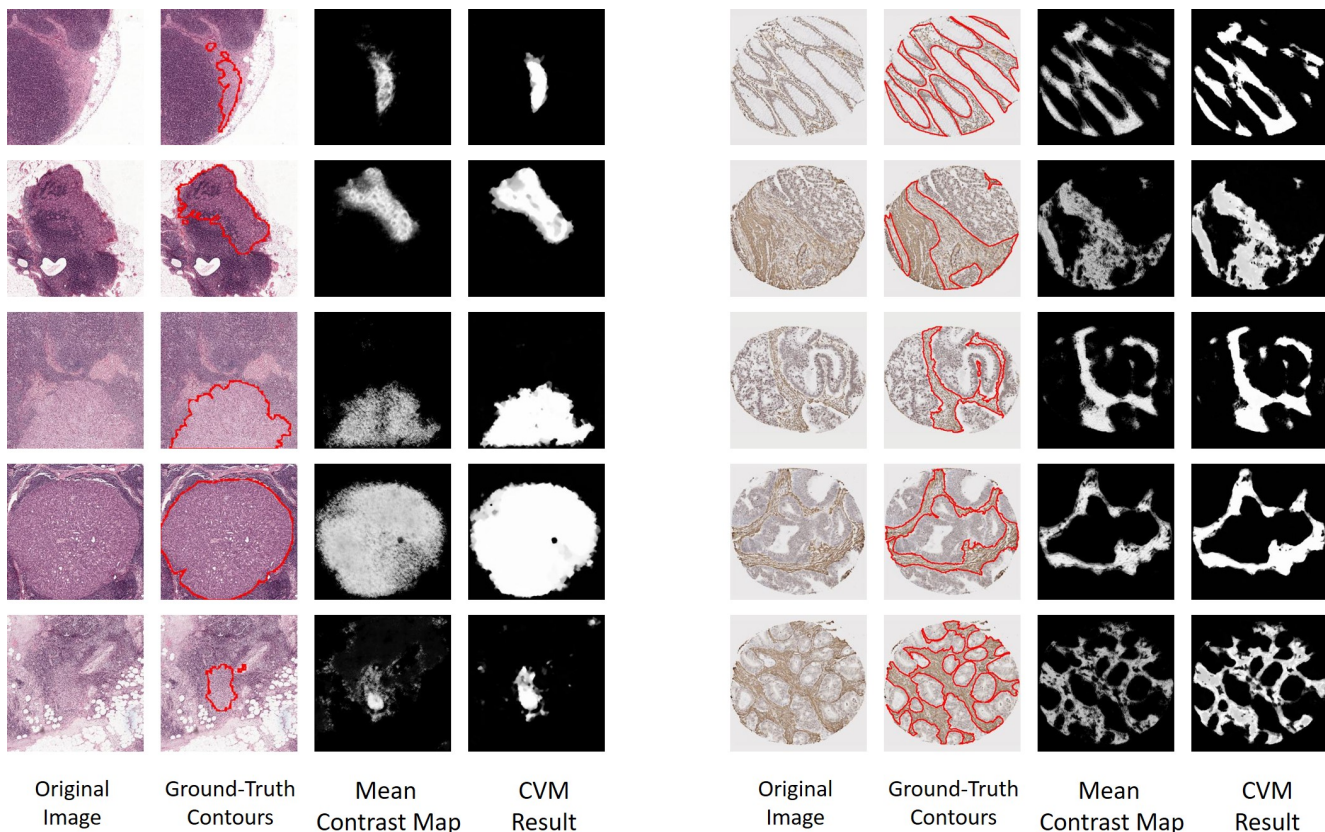 Original
Image
Ground-Truth
Contours
Mean
Contrast Map
CVM
Result
Original
Image
Ground-Truth
Contours
Mean
Contrast Map
CVM
Result